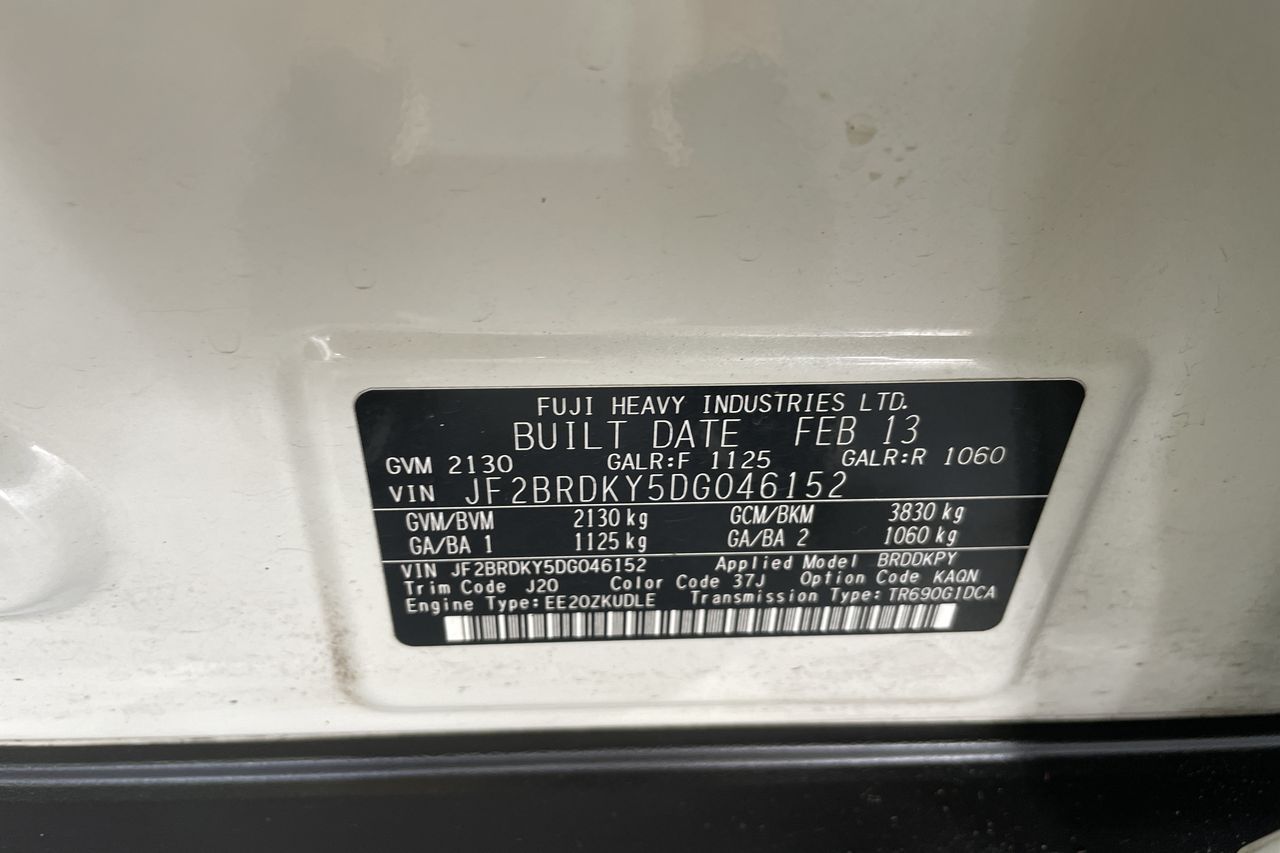 FUJI HEAVY INDUSTRIES LTD.
BUILT DATE FEB 13
GVM 2130 GALR:F 1125 GALR:R 1060
VIN JF2BRDKY5DG046152
GVM/BVM 2130 kg GCM/BKM 3830 kg
GA/BA 1 1125 kg GA/BA 2 1060 kg
VIN JF2BRDKY5DG046152 Applied Model BRDDKPY
Trim Code J20 Color Code 37J Option Code KAQN
Engine Type: EE20ZKUDLE Transmission Type: TR690GIDCA